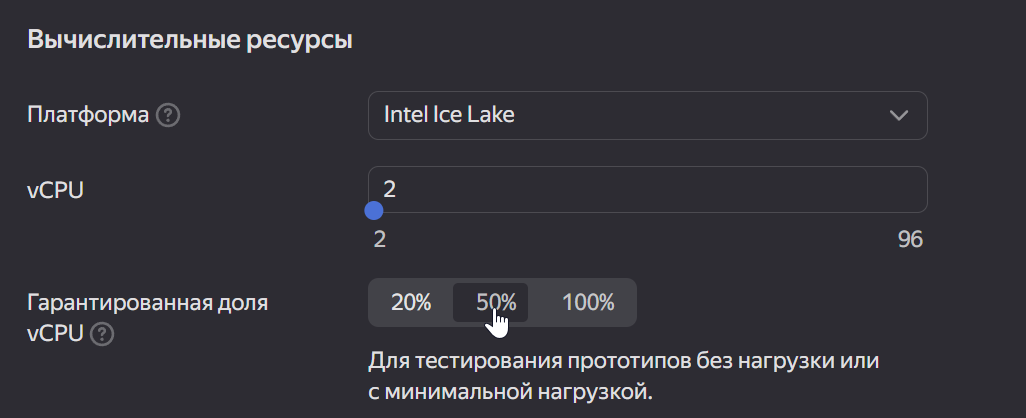 Вычислительные ресурсы
Платформа ?
Intel Ice Lake
vCPU
2
2 96
Гарантированная доля
vCPU ?
20% 50% 100%
Для тестирования прототипов без нагрузки или
с минимальной нагрузкой.